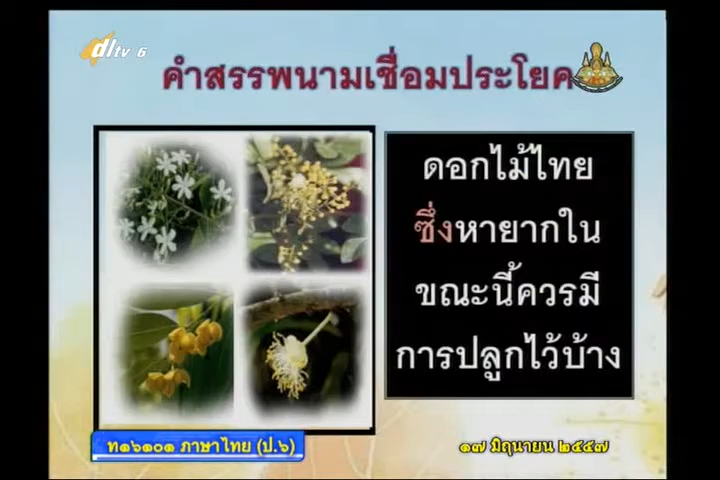 dltv 6
คำสรรพนามเชื่อมประโยค
ดอกไม้ไทย
ซึ่งหายากใน
ขณะนี้ควรมี
การปลูกไว้บ้าง
ท๑๖๑๐๑ ภาษาไทย (ป.๖)
๑๗ มิถุนายน ๒๕๕๗